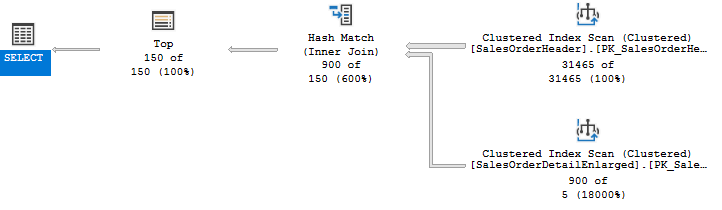 SELECT
Top
150 of
150 (100%)
Hash Match
(Inner Join)
900 of
150 (600%)
Clustered Index Scan (Clustered)
[SalesOrderHeader].[PK_SalesOrderHe…
31465 of
31465 (100%)
Clustered Index Scan (Clustered)
[SalesOrderDetailEnlarged].[PK_Sale…
900 of
5 (18000%)